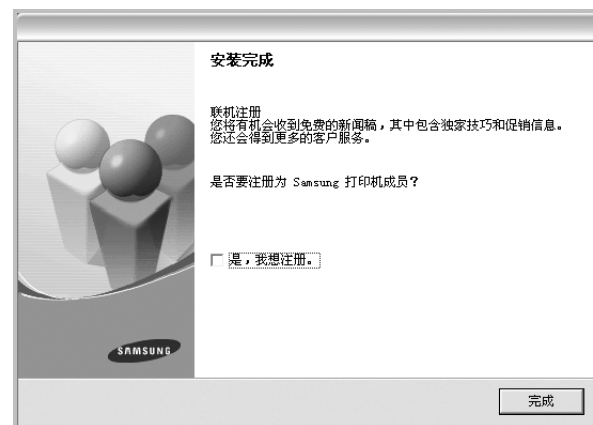 安装完成
联机注册
您将有机会收到免费的新闻稿，其中包含独家技巧和促销信息。
您还会得到更多的客户服务。
是否要注册为 Samsung 打印机成员?
是，我想注册。
SAMSUNG
完成